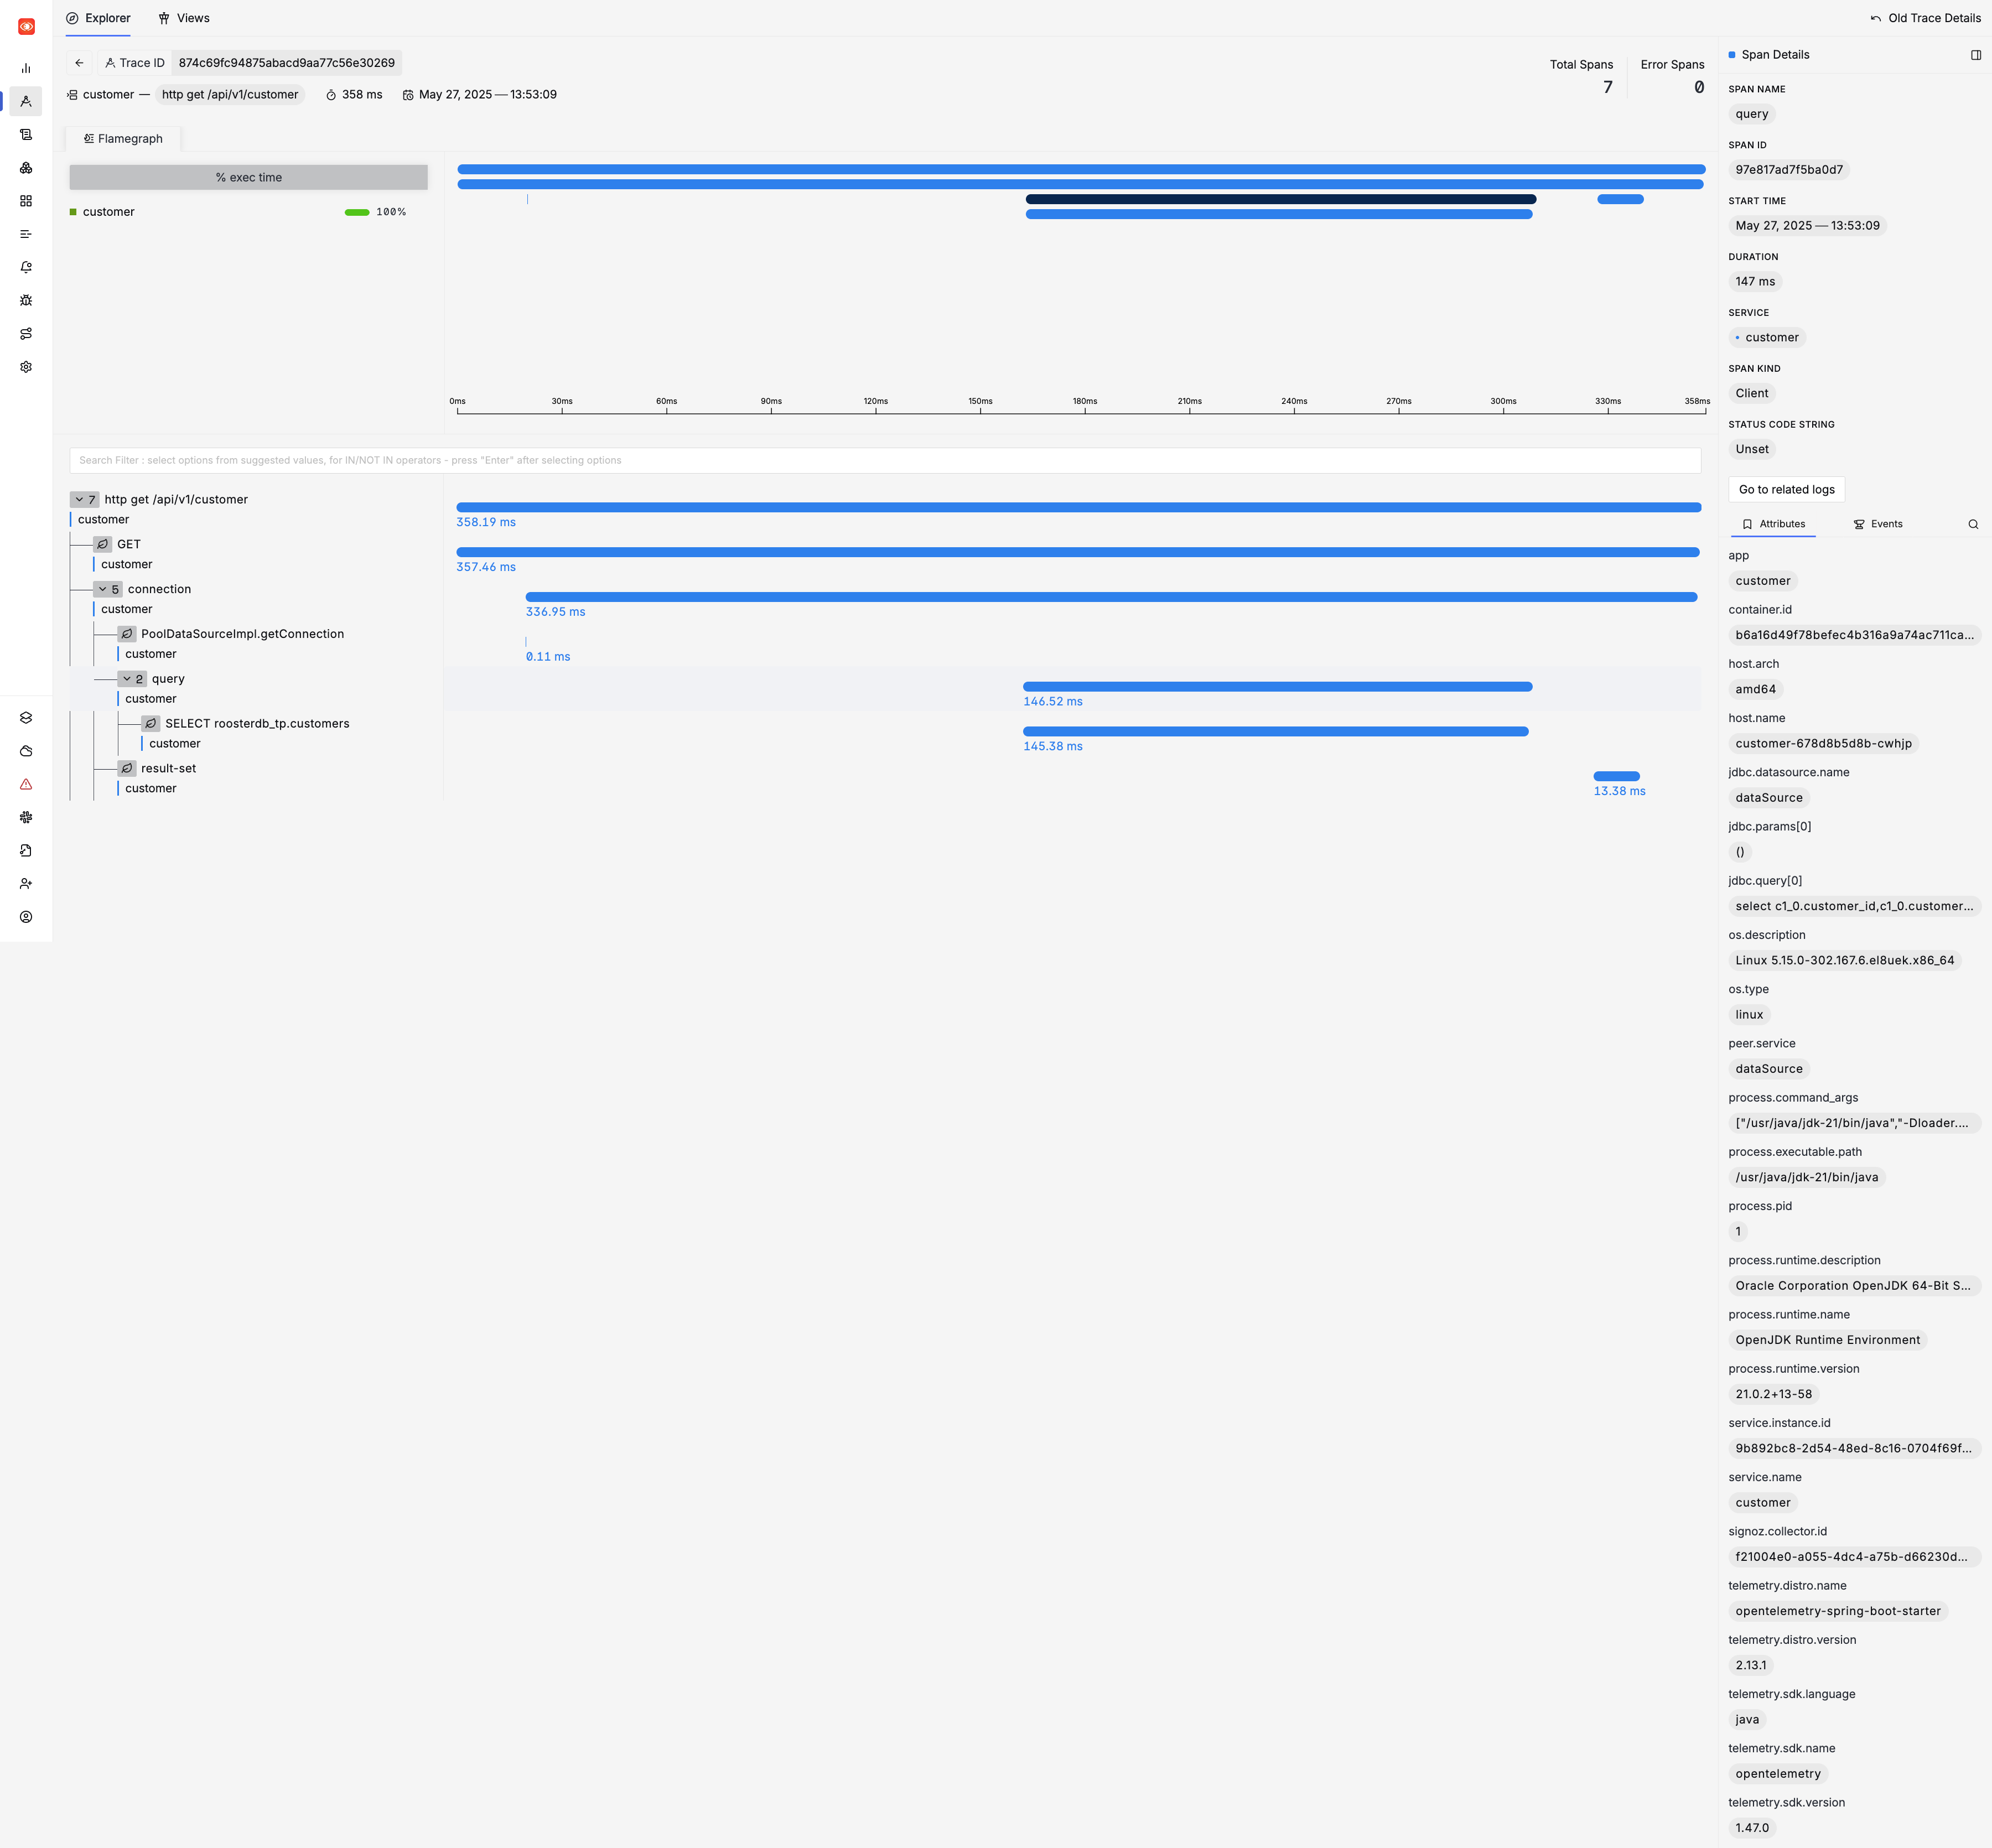 Explorer
Views
Old Trace Details
Trace ID 874c69fc94875abacd9aa77c56e30269
customer — http get /api/v1/customer 358 ms May 27, 2025 — 13:53:09
Total Spans
7
Error Spans
0
Flamegraph
% exec time
customer 100%
0ms 30ms 60ms 90ms 120ms 150ms 180ms 210ms 240ms 270ms 300ms 330ms 358ms
Search Filter : select options from suggested values, for IN/NOT IN operators - press "Enter" after selecting options
7 http get /api/v1/customer
customer
358.19 ms
GET
customer
357.46 ms
5 connection
customer
336.95 ms
PoolDataSourceImpl.getConnection
customer
0.11 ms
2 query
customer
146.52 ms
SELECT roosterdb_tp.customers
customer
145.38 ms
result-set
customer
13.38 ms
Span Details
SPAN NAME
query
SPAN ID
97e817ad7f5ba0d7
START TIME
May 27, 2025 — 13:53:09
DURATION
147 ms
SERVICE
customer
SPAN KIND
Client
STATUS CODE STRING
Unset
Go to related logs
Attributes
Events
app
customer
container.id
b6a16d49f78befec4b316a9a74ac711ca...
host.arch
amd64
host.name
customer-678d8b5d8b-cwhjp
jdbc.datasource.name
dataSource
jdbc.params[0]
()
jdbc.query[0]
select c1_0.customer_id,c1_0.customer...
os.description
Linux 5.15.0-302.167.6.el8uek.x86_64
os.type
linux
peer.service
dataSource
process.command_args
["/usr/java/jdk-21/bin/java","-Dloader....
process.executable.path
/usr/java/jdk-21/bin/java
process.pid
1
process.runtime.description
Oracle Corporation OpenJDK 64-Bit S...
process.runtime.name
OpenJDK Runtime Environment
process.runtime.version
21.0.2+13-58
service.instance.id
9b892bc8-2d54-48ed-8c16-0704f69f...
service.name
customer
signoz.collector.id
f21004e0-a055-4dc4-a75b-d66230d...
telemetry.distro.name
opentelemetry-spring-boot-starter
telemetry.distro.version
2.13.1
telemetry.sdk.language
java
telemetry.sdk.name
opentelemetry
telemetry.sdk.version
1.47.0